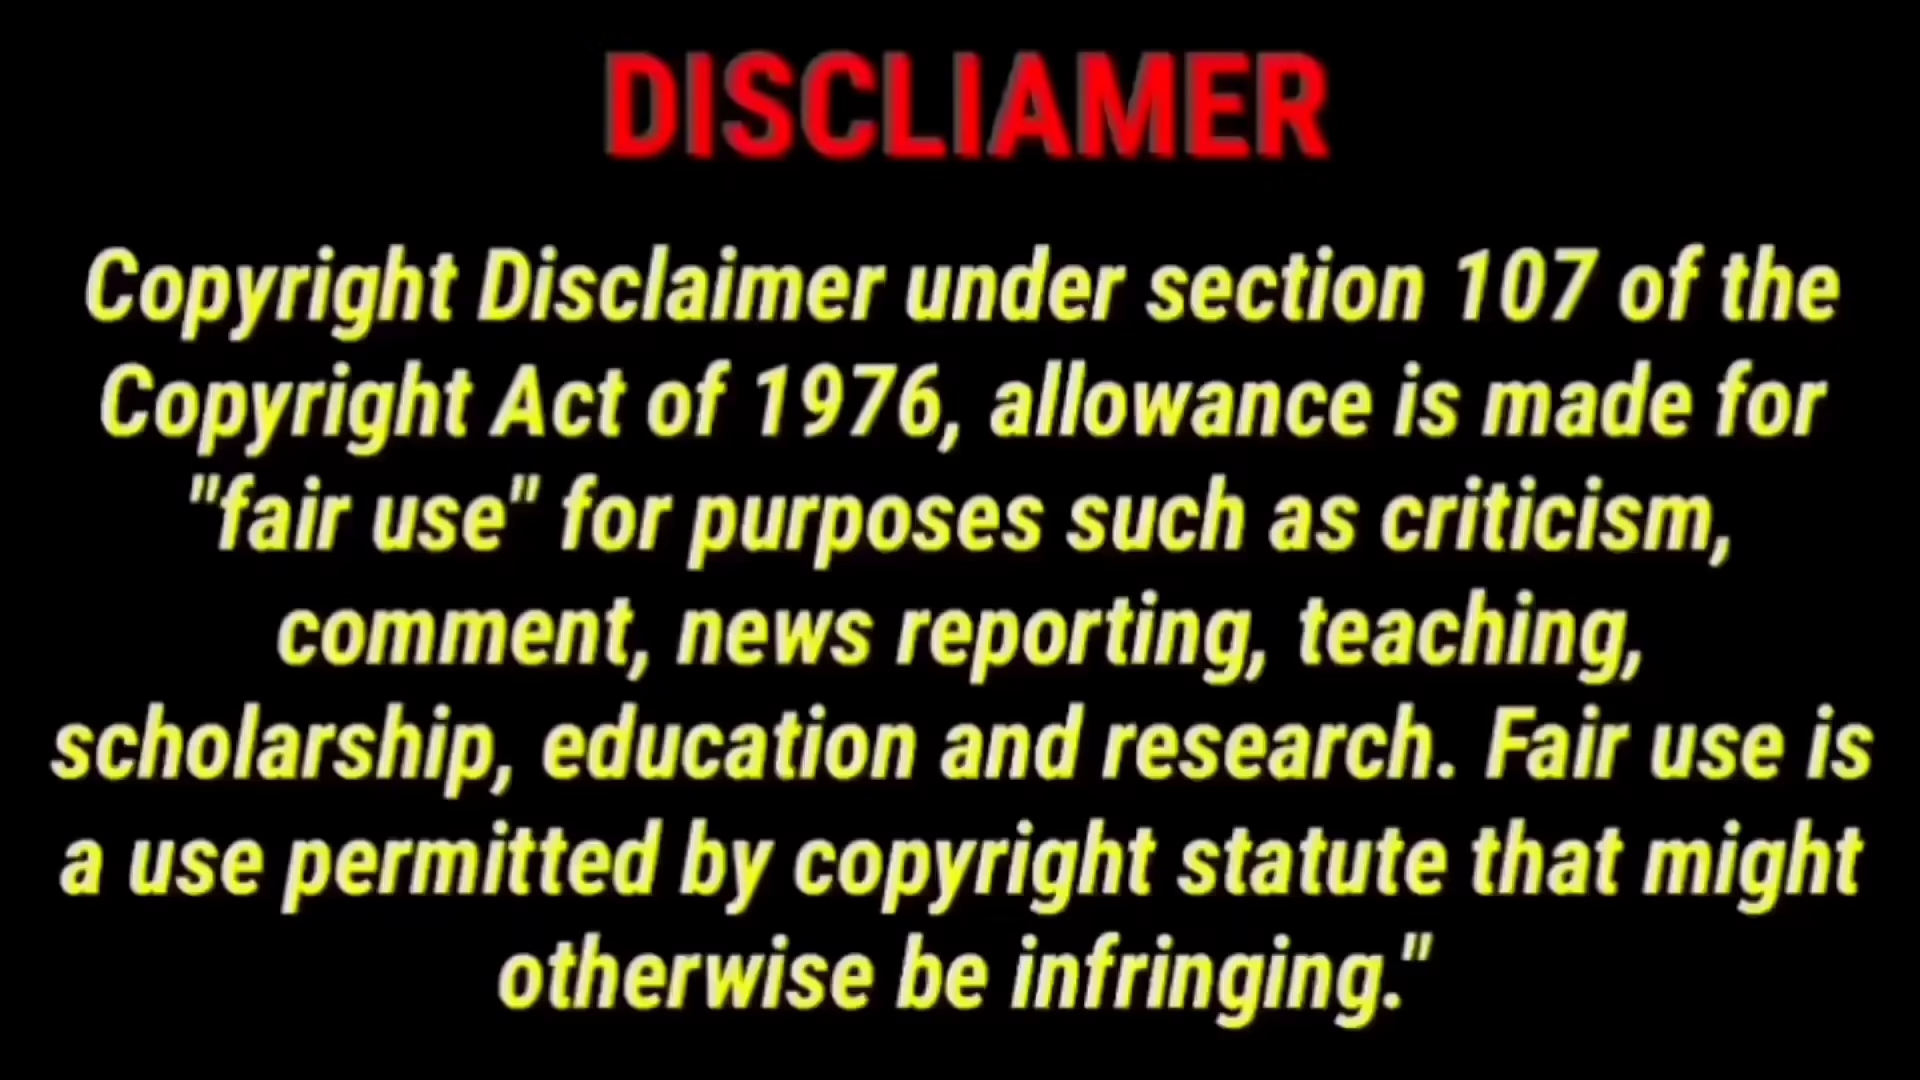 DISCLIAMER
Copyright Disclaimer under section 107 of the
Copyright Act of 1976, allowance is made for
"fair use" for purposes such as criticism,
comment, news reporting, teaching,
scholarship, education and research. Fair use is
a use permitted by copyright statute that might
otherwise be infringing."